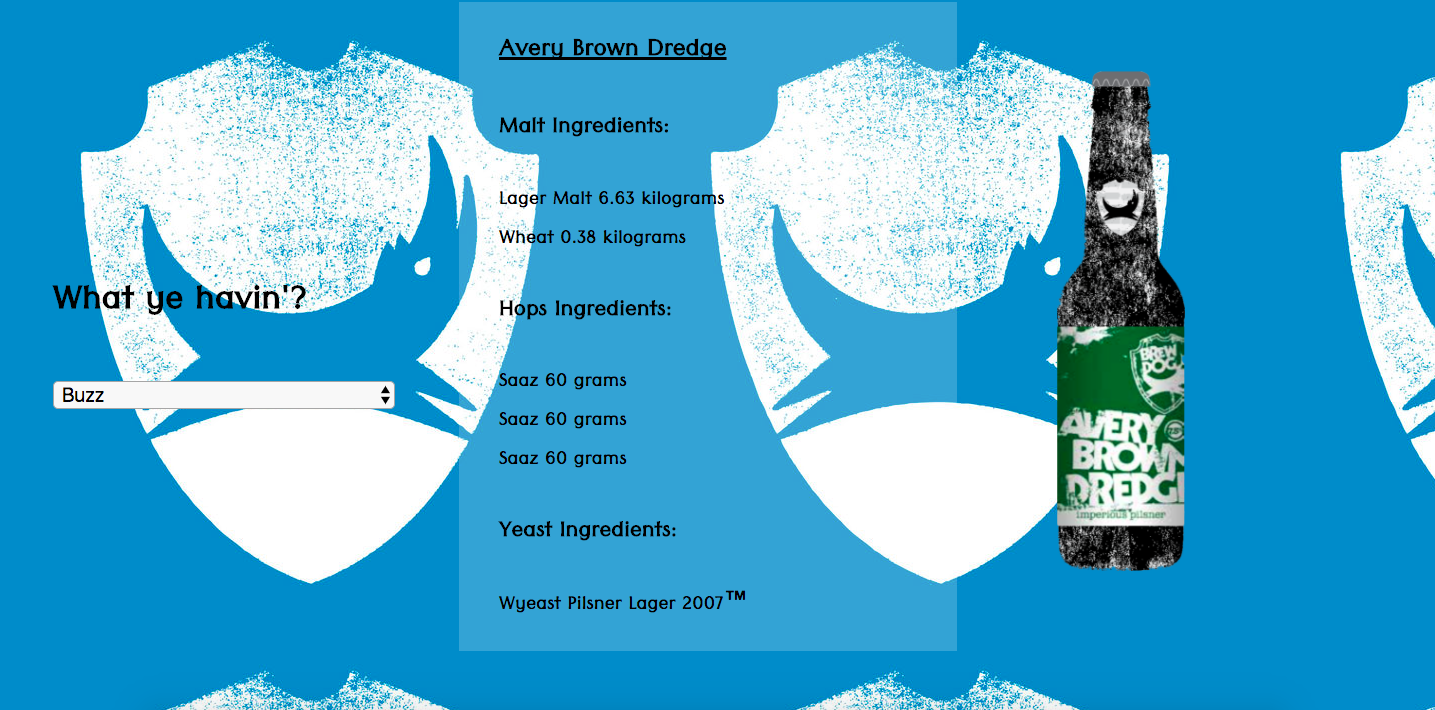 What ye havin'?
Buzz
Avery Brown Dredge
Malt Ingredients:
Lager Malt 6.63 kilograms
Wheat 0.38 kilograms
Hops Ingredients:
Saaz 60 grams
Saaz 60 grams
Saaz 60 grams
Yeast Ingredients:
Wyeast Pilsner Lager 2007™
BREW
DOG
AVERY
BROWN
DREDGE
imperious pilsner